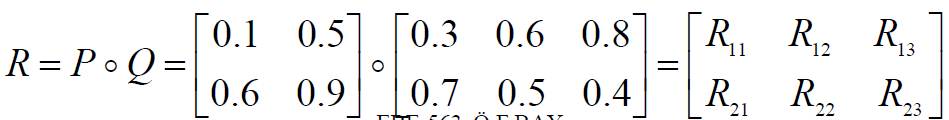 R = P ∘ Q = [0.1 0.5; 0.6 0.9] ∘ [0.3 0.6 0.8; 0.7 0.5 0.4] = [R₁₁ R₁₂ R₁₃; R₂₁ R₂₂ R₂₃]